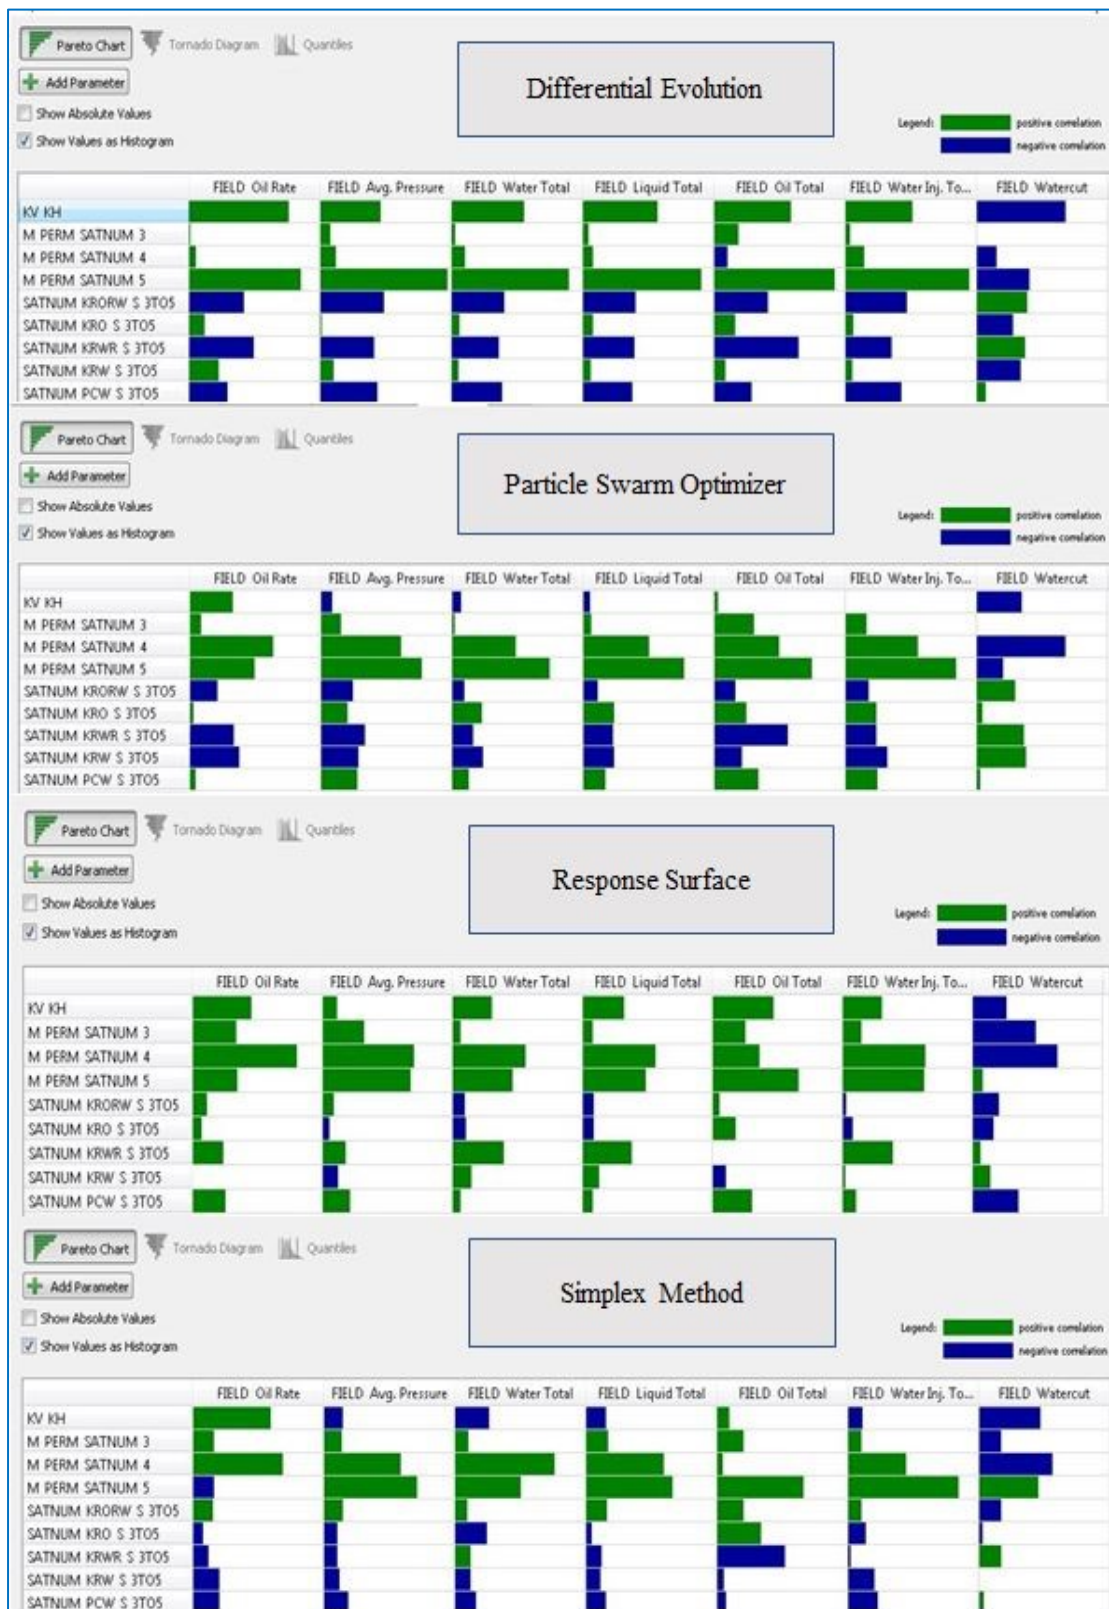 Pareto Chart Tornado Diagram Quantiles
Add Parameter
Differential Evolution
Show Absolute Values
Show Values as Histogram
Legend: positive correlation
negative correlation
FIELD Oil Rate FIELD Avg. Pressure FIELD Water Total FIELD Liquid Total FIELD Oil Total FIELD Water Inj. To... FIELD Watercut
KV KH
M PERM SATNUM 3
M PERM SATNUM 4
M PERM SATNUM 5
SATNUM KRORW S 3TO5
SATNUM KRO S 3TO5
SATNUM KRWR S 3TO5
SATNUM KRW S 3TO5
SATNUM PCW S 3TO5
Pareto Chart Tornado Diagram Quantiles
Add Parameter
Particle Swarm Optimizer
Show Absolute Values
Show Values as Histogram
Legend: positive correlation
negative correlation
FIELD Oil Rate FIELD Avg. Pressure FIELD Water Total FIELD Liquid Total FIELD Oil Total FIELD Water Inj. To... FIELD Watercut
KV KH
M PERM SATNUM 3
M PERM SATNUM 4
M PERM SATNUM 5
SATNUM KRORW S 3TO5
SATNUM KRO S 3TO5
SATNUM KRWR S 3TO5
SATNUM KRW S 3TO5
SATNUM PCW S 3TO5
Pareto Chart Tornado Diagram Quantiles
Add Parameter
Response Surface
Show Absolute Values
Show Values as Histogram
Legend: positive correlation
negative correlation
FIELD Oil Rate FIELD Avg. Pressure FIELD Water Total FIELD Liquid Total FIELD Oil Total FIELD Water Inj. To... FIELD Watercut
KV KH
M PERM SATNUM 3
M PERM SATNUM 4
M PERM SATNUM 5
SATNUM KRORW S 3TO5
SATNUM KRO S 3TO5
SATNUM KRWR S 3TO5
SATNUM KRW S 3TO5
SATNUM PCW S 3TO5
Pareto Chart Tornado Diagram Quantiles
Add Parameter
Simplex Method
Show Absolute Values
Show Values as Histogram
Legend: positive correlation
negative correlation
FIELD Oil Rate FIELD Avg. Pressure FIELD Water Total FIELD Liquid Total FIELD Oil Total FIELD Water Inj. To... FIELD Watercut
KV KH
M PERM SATNUM 3
M PERM SATNUM 4
M PERM SATNUM 5
SATNUM KRORW S 3TO5
SATNUM KRO S 3TO5
SATNUM KRWR S 3TO5
SATNUM KRW S 3TO5
SATNUM PCW S 3TO5